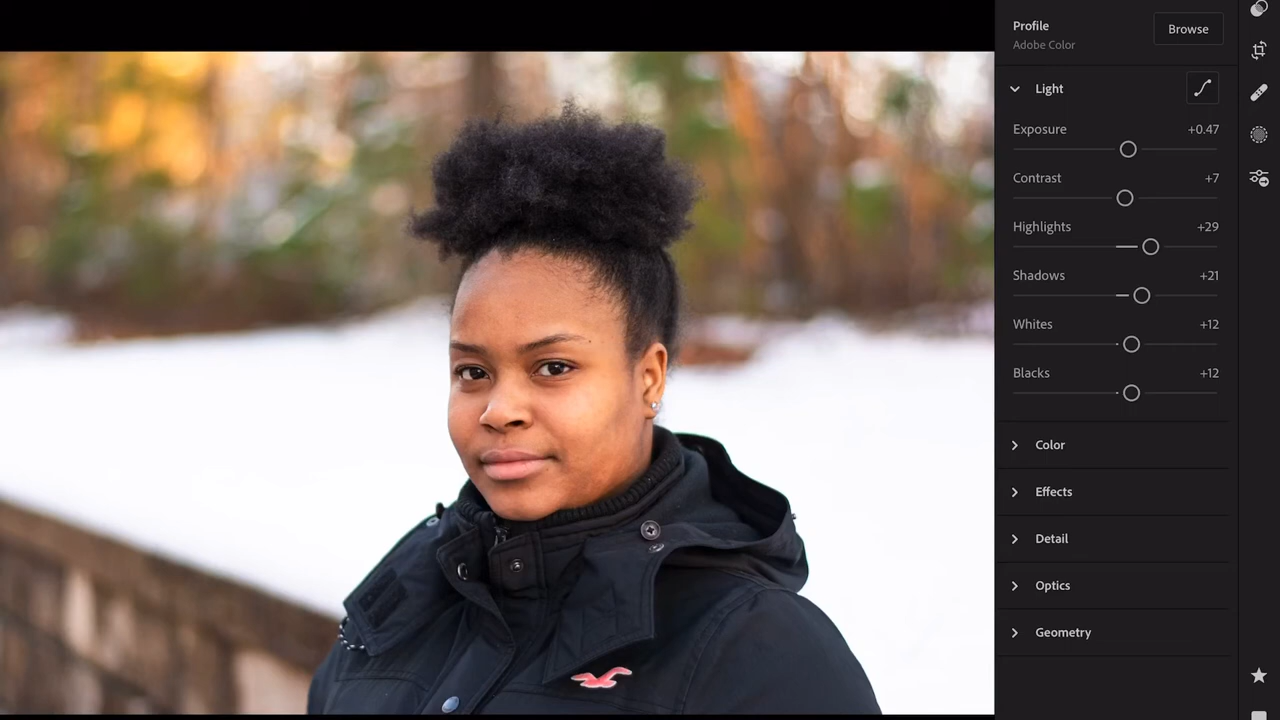 Profile
Browse
Adobe Color
Light
Exposure +0.47
Contrast +7
Highlights +29
Shadows +21
Whites +12
Blacks +12
Color
Effects
Detail
Optics
Geometry